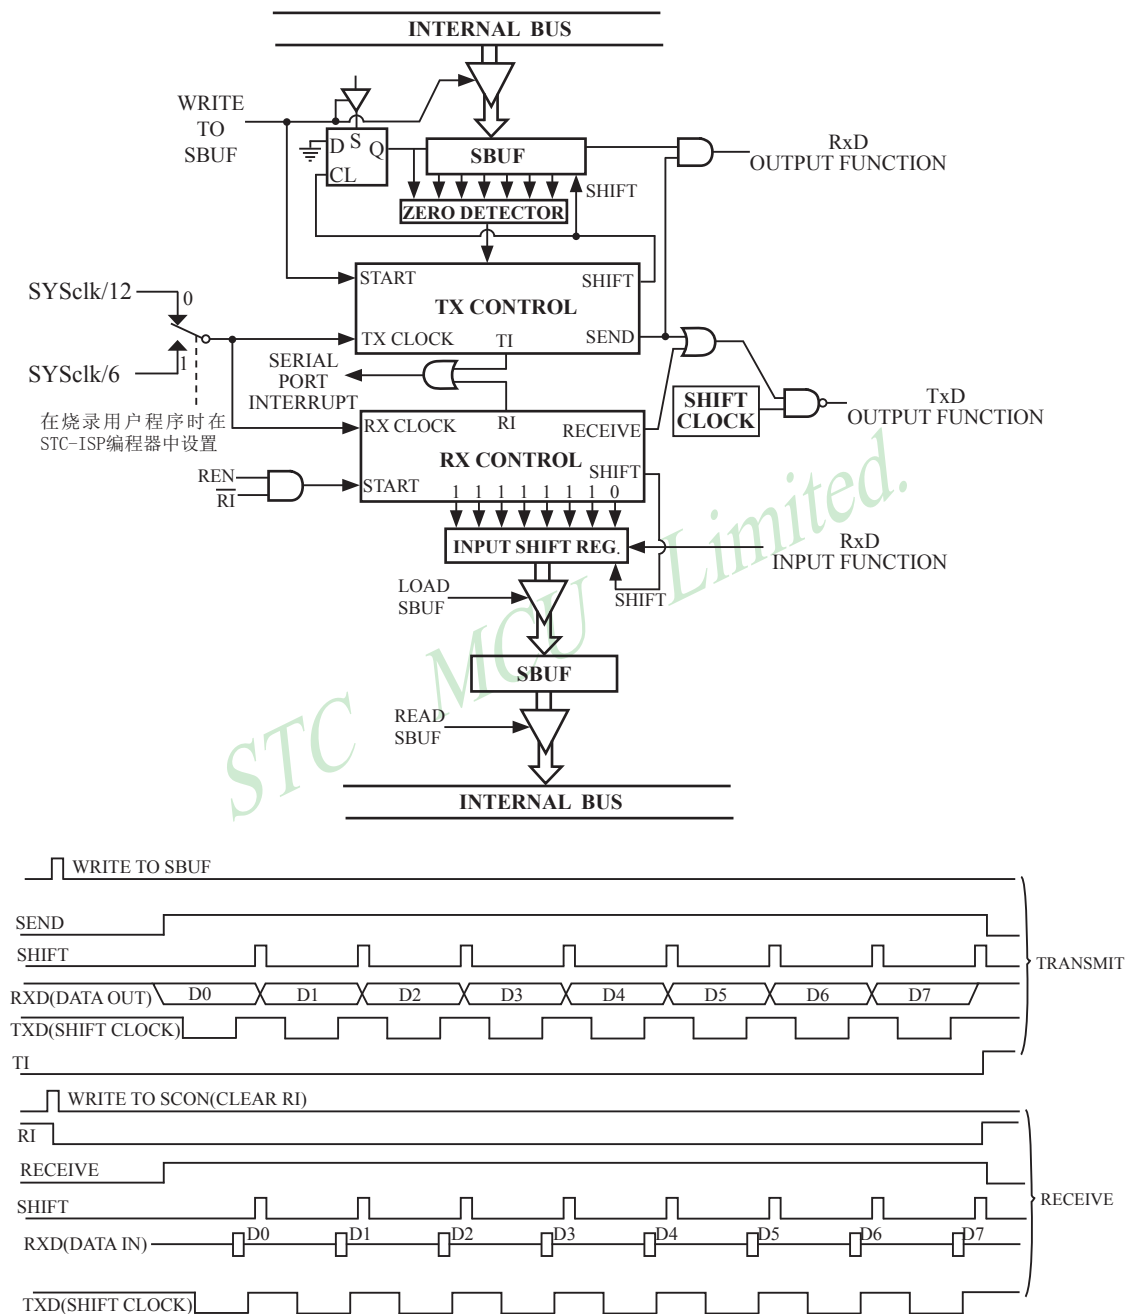 INTERNAL BUS
WRITE
TO
SBUF
D S Q
CL
SBUF
RxD
OUTPUT FUNCTION
SHIFT
ZERO DETECTOR
START
SHIFT
TX CONTROL
TX CLOCK
TI
SEND
SYSclk/12
0
SYSclk/6
1
在烧录用户程序时在
STC-ISP编程器中设置
SERIAL
PORT
INTERRUPT
SHIFT
CLOCK
TxD
OUTPUT FUNCTION
RX CLOCK
RI
RECEIVE
RX CONTROL
SHIFT
START
1 1 1 1 1 1 1 0
REN
R̅I̅
INPUT SHIFT REG.
RxD
INPUT FUNCTION
LOAD
SBUF
SHIFT
SBUF
READ
SBUF
INTERNAL BUS
STC MCU Limited.
WRITE TO SBUF
SEND
SHIFT
RXD(DATA OUT) D0 D1 D2 D3 D4 D5 D6 D7
TXD(SHIFT CLOCK)
TI
TRANSMIT
WRITE TO SCON(CLEAR RI)
RI
RECEIVE
SHIFT
RXD(DATA IN) D0 D1 D2 D3 D4 D5 D6 D7
TXD(SHIFT CLOCK)
RECEIVE